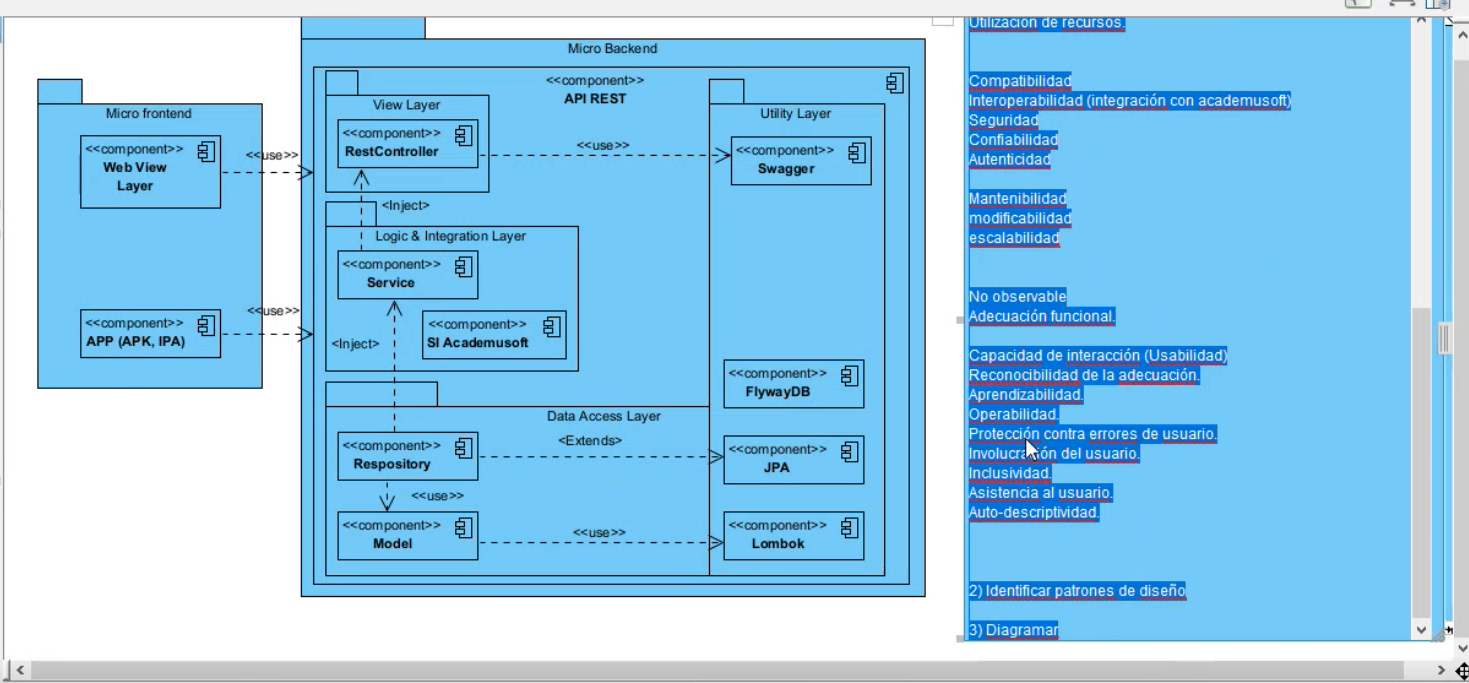 Micro Backend
<<component>>
API REST
Micro frontend
<<component>>
Web View
Layer
<<use>>
<<component>>
APP (APK, IPA)
<<use>>
View Layer
<<component>>
RestController
<<use>>
<Inject>
Logic & Integration Layer
<<component>>
Service
<<component>>
SI Academusoft
<Inject>
Data Access Layer
<<component>>
Respository
<Extends>
<<use>>
<<component>>
Model
<<use>>
Utility Layer
<<component>>
Swagger
<<component>>
FlywayDB
<<component>>
JPA
<<component>>
Lombok
Utilización de recursos.
Compatibilidad
Interoperabilidad (integración con academusoft)
Seguridad
Confiabilidad
Autenticidad
Mantenibilidad
modificabilidad
escalabilidad
No observable
Adecuación funcional.
Capacidad de interacción (Usabilidad)
Reconocibilidad de la adecuación.
Aprendizabilidad.
Operabilidad.
Protección contra errores de usuario.
Involucración del usuario.
Inclusividad.
Asistencia al usuario.
Auto-descriptividad.
2) Identificar patrones de diseño
3) Diagramar